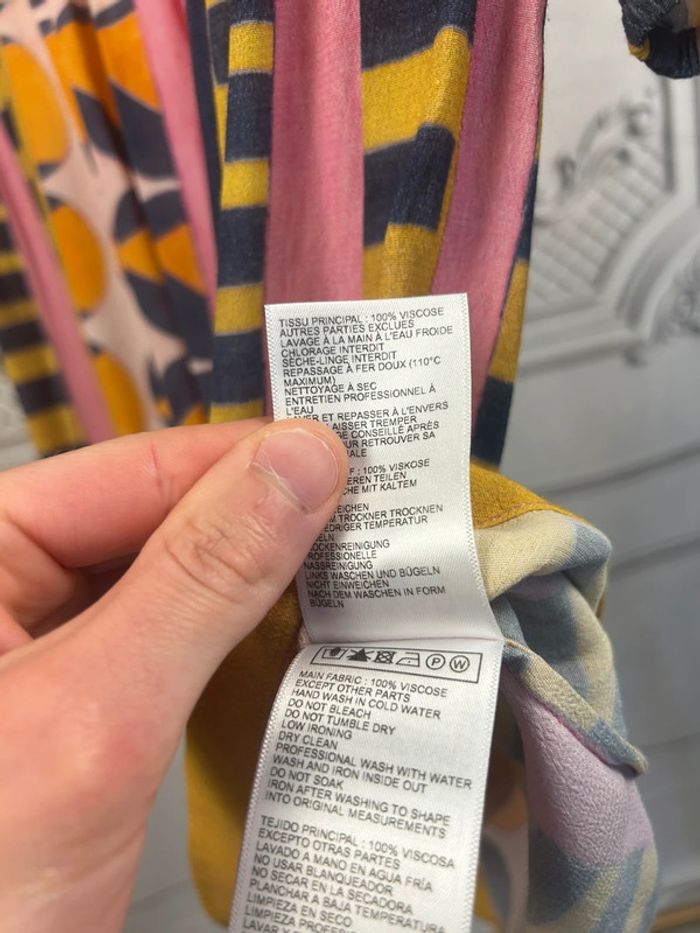 TISSU PRINCIPAL : 100% VISCOSE
AUTRES PARTIES EXCLUES
LAVAGE À LA MAIN À L'EAU FROIDE
CHLORAGE INTERDIT
SÈCHE-LINGE INTERDIT
REPASSAGE À FER DOUX (110°C
MAXIMUM)
NETTOYAGE À SEC
ENTRETIEN PROFESSIONNEL À
L'EAU
ET REPASSER À L'ENVERS
LAISSER TREMPER
CONSEILLÉ APRÈS
RETROUVER SA
: 100% VISKOSE
TEILEN
MIT KALTEM
TROCKNER TROCKNEN
TEMPERATUR
NASSREINIGUNG
LINKS WASCHEN UND BÜGELN
NICHT EINWEICHEN
NACH DEM WASCHEN IN FORM
BÜGELN
P W
MAIN FABRIC : 100% VISCOSE
EXCEPT OTHER PARTS
HAND WASH IN COLD WATER
DO NOT BLEACH
DO NOT TUMBLE DRY
LOW IRONING
DRY CLEAN
PROFESSIONAL WASH WITH WATER
WASH AND IRON INSIDE OUT
DO NOT SOAK
IRON AFTER WASHING TO SHAPE
INTO ORIGINAL MEASUREMENTS
TEJIDO PRINCIPAL : 100% VISCOSA
EXCEPTO OTRAS PARTES
LAVADO A MANO EN AGUA FRÍA
NO USAR BLANQUEADOR
NO SECAR EN LA SECADORA
PLANCHAR A BAJA TEMPERATURA
LIMPIEZA EN SECO
LIMPIEZA